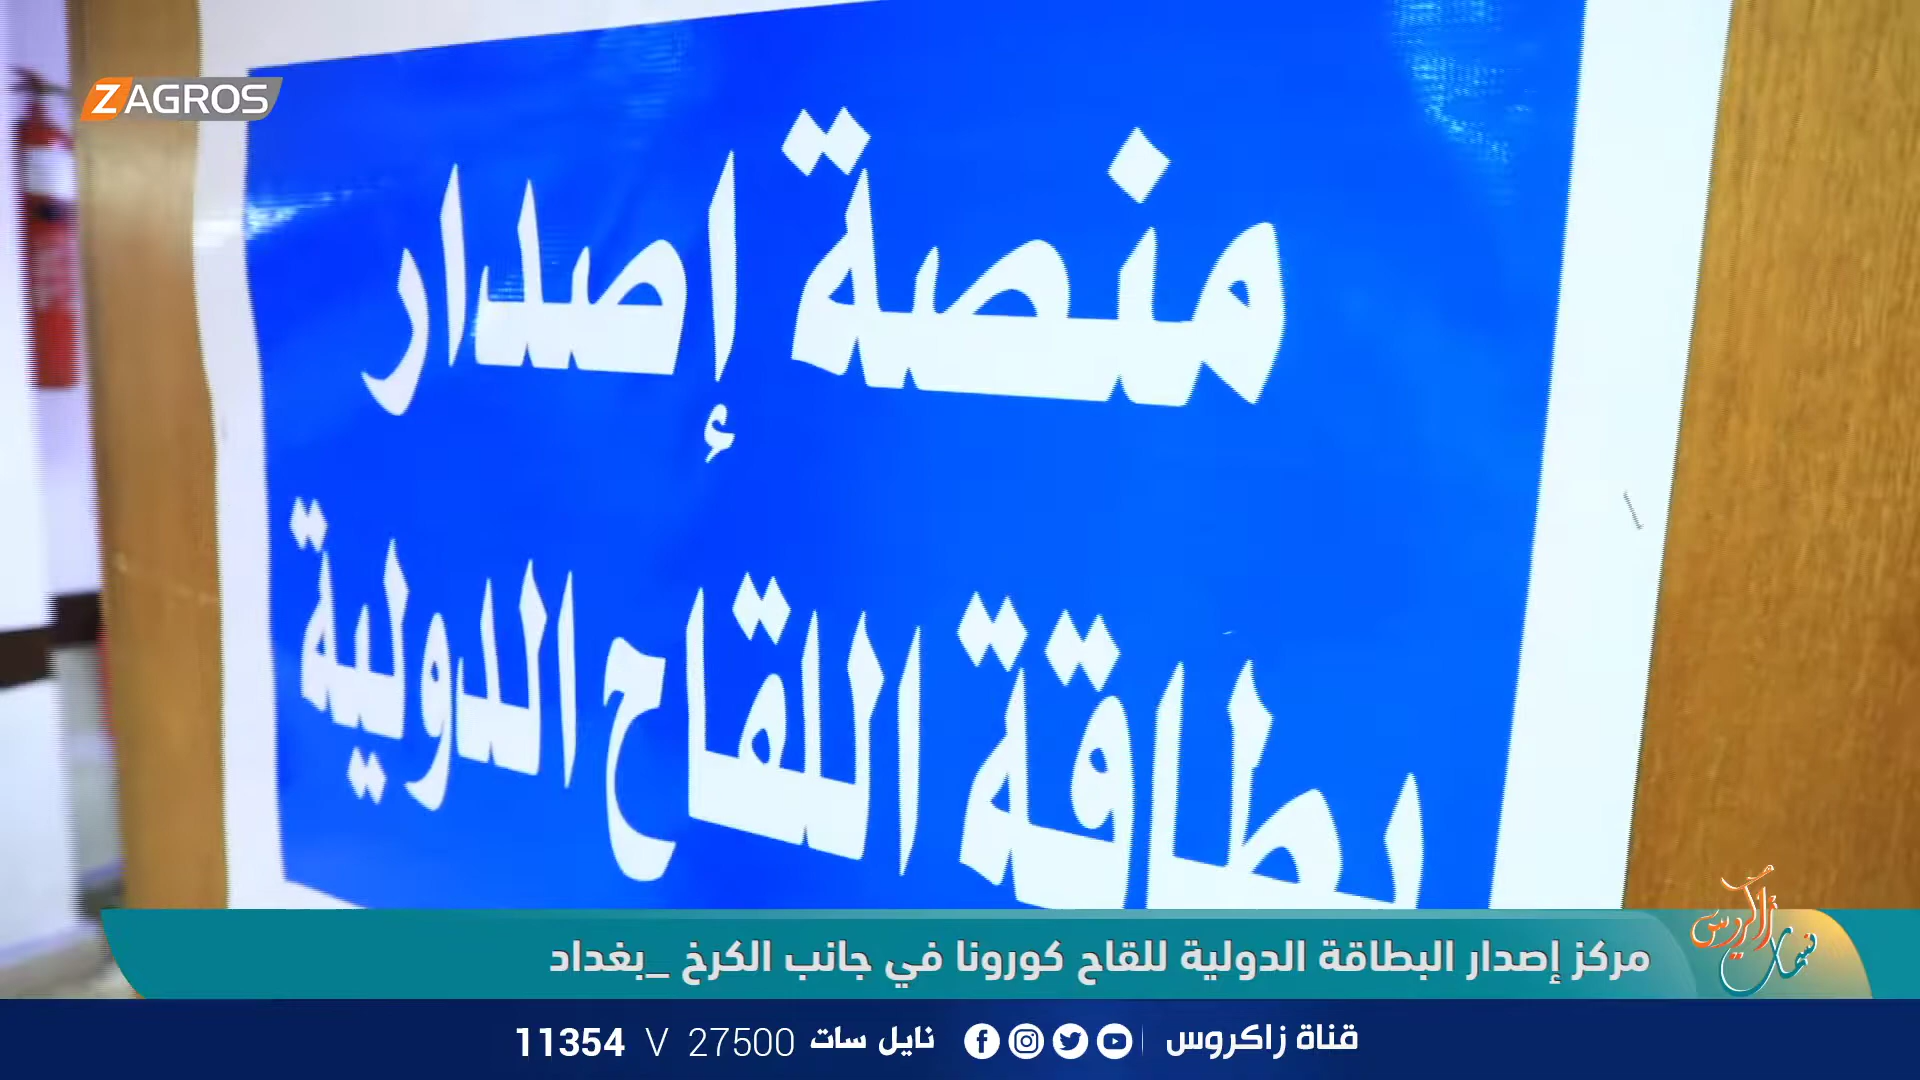 ZAGROS
منصة إصدار
بطاقة اللقاح الدولية
مركز إصدار البطاقة الدولية للقاح كورونا في جانب الكرخ _بغداد
قناة زاكروس نايل سات 27500 V 11354